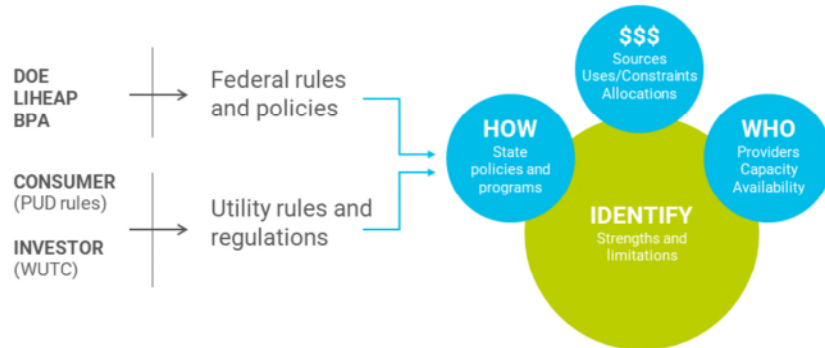 DOE
LIHEAP
BPA
Federal rules
and policies
CONSUMER
(PUD rules)
INVESTOR
(WUTC)
Utility rules and
regulations
HOW
State
policies and
programs
$$$
Sources
Uses/Constraints
Allocations
WHO
Providers
Capacity
Availability
IDENTIFY
Strengths and
limitations